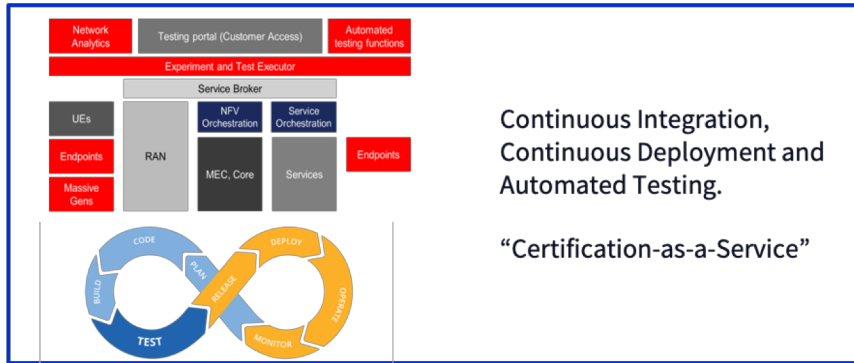 Network
Analytics
Testing portal (Customer Access)
Automated
testing functions
Experiment and Test Executor
Service Broker
UEs
RAN
NFV
Orchestration
Service
Orchestration
Endpoints
MEC, Core
Services
Endpoints
Massive
Gens
Continuous Integration,
Continuous Deployment and
Automated Testing.
“Certification-as-a-Service”
CODE
BUILD
PLAN
TEST
RELEASE
DEPLOY
OPERATE
MONITOR